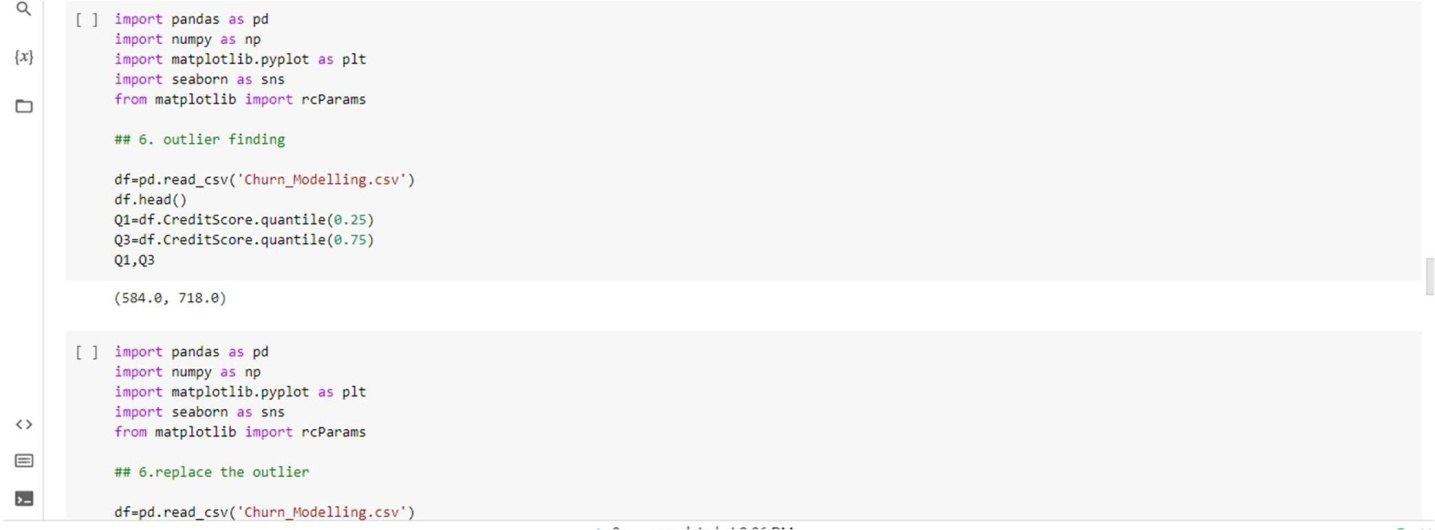 [ ] import pandas as pd
import numpy as np
import matplotlib.pyplot as plt
import seaborn as sns
from matplotlib import rcParams
## 6. outlier finding
df=pd.read_csv('Churn_Modelling.csv')
df.head()
Q1=df.CreditScore.quantile(0.25)
Q3=df.CreditScore.quantile(0.75)
Q1,Q3
(584.0, 718.0)
[ ] import pandas as pd
import numpy as np
import matplotlib.pyplot as plt
import seaborn as sns
from matplotlib import rcParams
## 6.replace the outlier
df=pd.read_csv('Churn_Modelling.csv')
{x}
<>